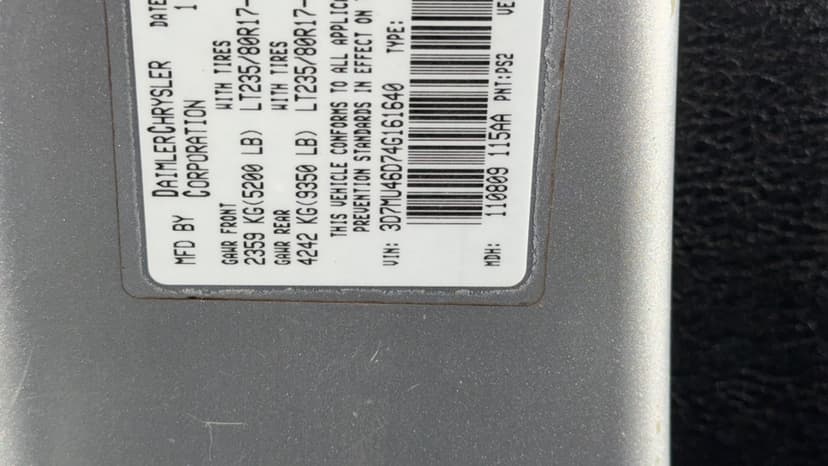 MFD BY DAIMLERCHRYSLER DATE
CORPORATION 1
GAWR FRONT WITH TIRES
2359 KG(5200 LB) LT235/80R17-
GAWR REAR WITH TIRES
4242 KG(9350 LB) LT235/80R17-
THIS VEHICLE CONFORMS TO ALL APPLIC
PREVENTION STANDARDS IN EFFECT ON
VIN: 3D7MU46D74G161640 TYPE:
MDH: 110809 115AA PNT:PS2 VE